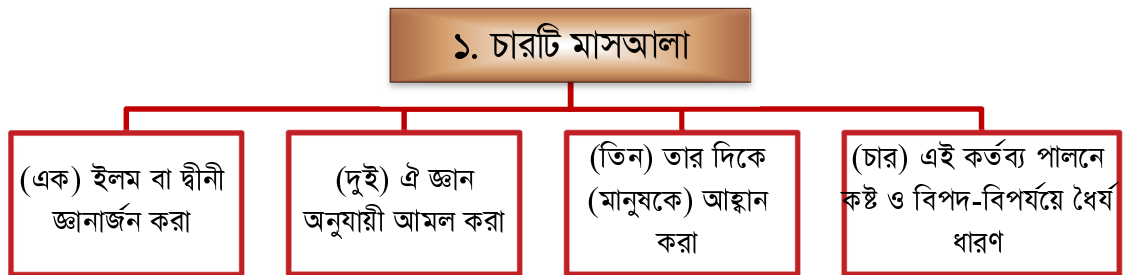 ১. চারটি মাসআলা
(এক) ইলম বা দ্বীনী
জ্ঞানার্জন করা
(দুই) ঐ জ্ঞান
অনুযায়ী আমল করা
(তিন) তার দিকে
(মানুষকে) আহ্বান
করা
(চার) এই কর্তব্য পালনে
কষ্ট ও বিপদ-বিপর্যয়ে ধৈর্য
ধারণ